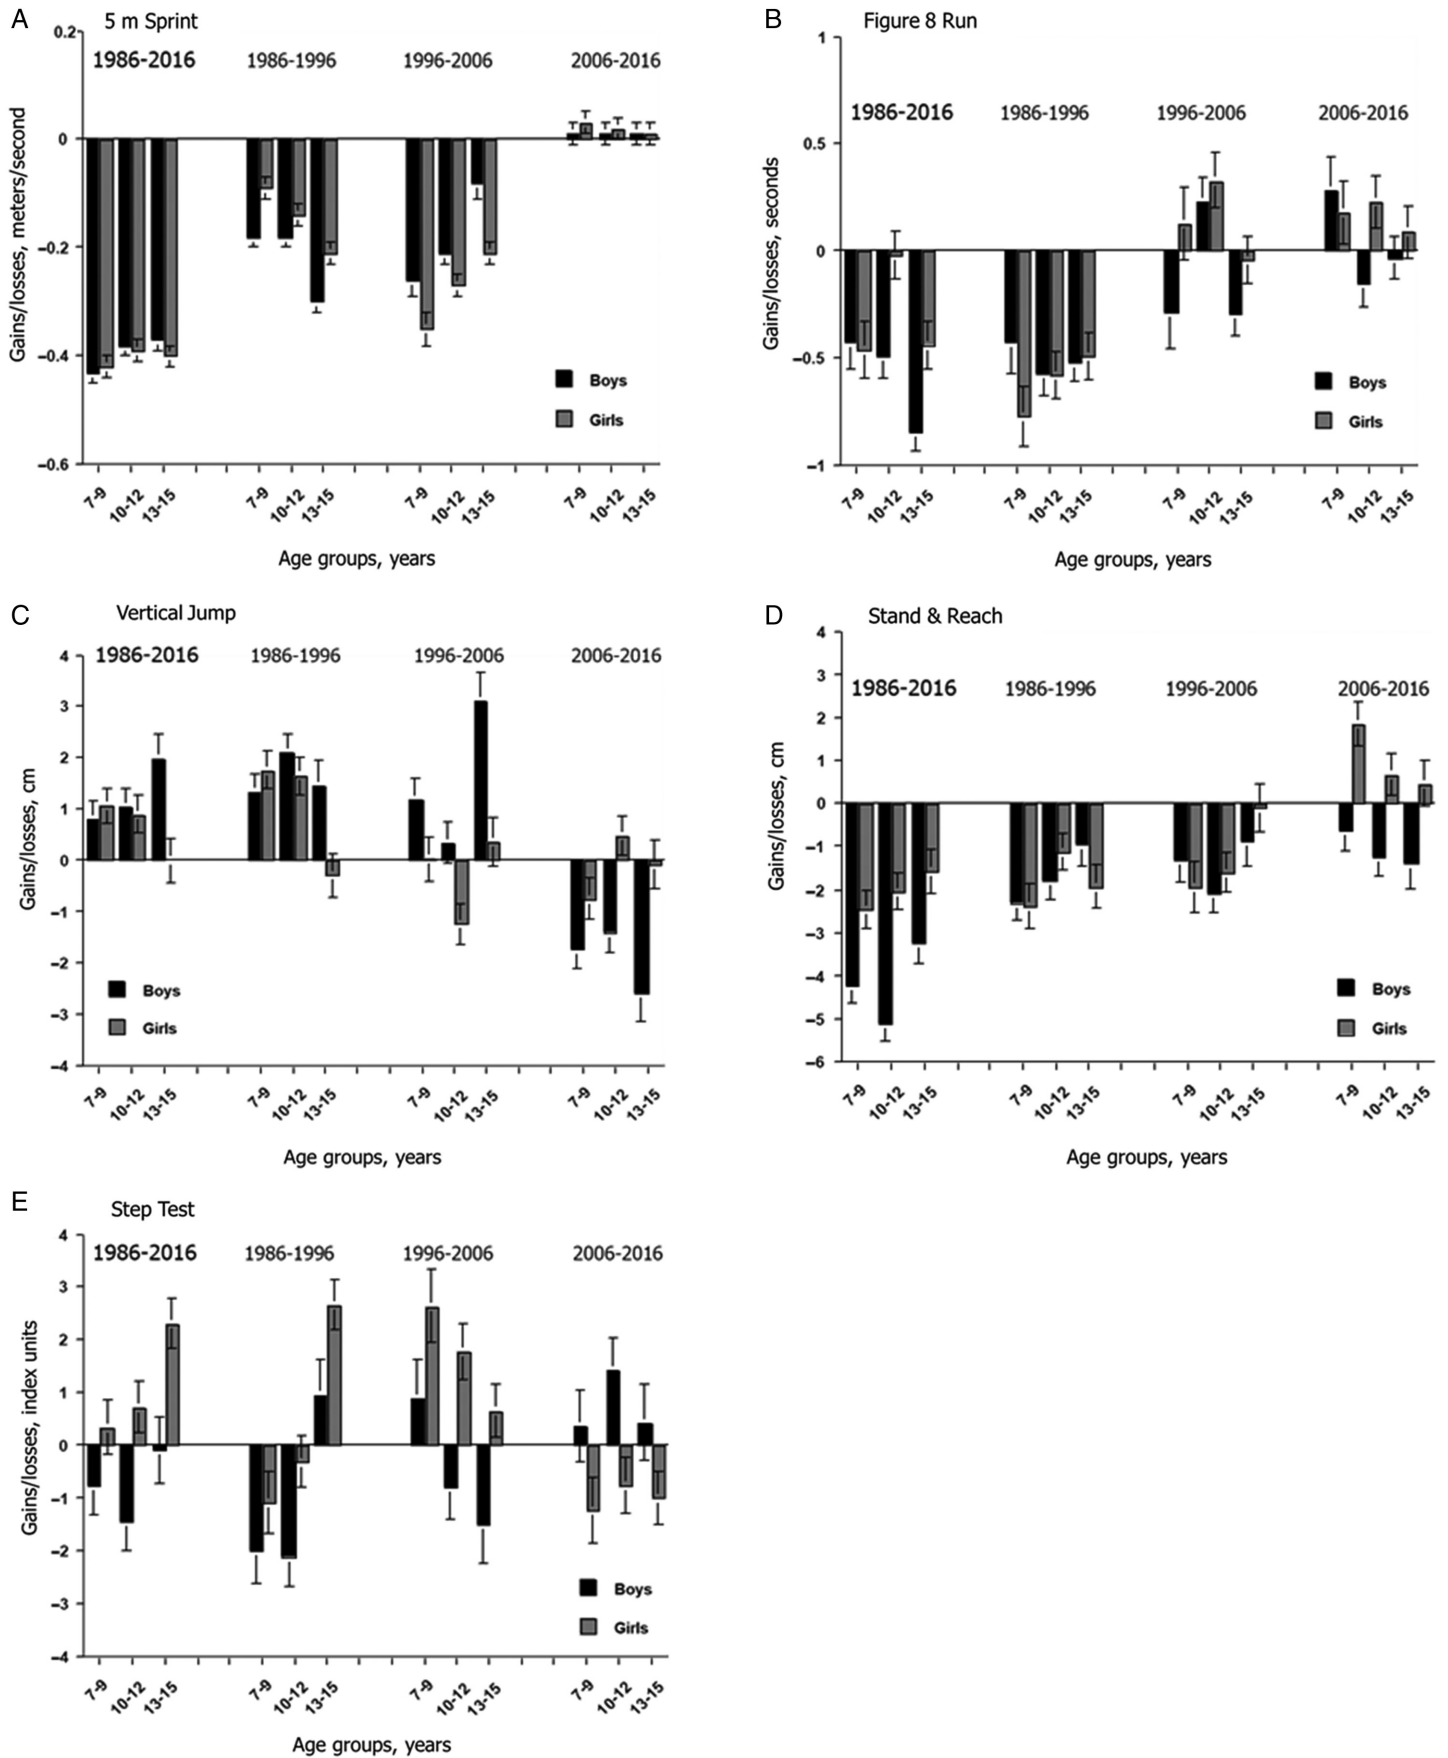 A
5 m Sprint
1986-2016 1986-1996 1996-2006 2006-2016
0.2
0
–0.2
–0.4
–0.6
Gains/losses, meters/second
Boys
Girls
7-9 10-12 13-15 7-9 10-12 13-15 7-9 10-12 13-15 7-9 10-12 13-15
Age groups, years
B
Figure 8 Run
1986-2016 1986-1996 1996-2006 2006-2016
1
0.5
0
–0.5
–1
Gains/losses, seconds
Boys
Girls
7-9 10-12 13-15 7-9 10-12 13-15 7-9 10-12 13-15 7-9 10-12 13-15
Age groups, years
C
Vertical Jump
1986-2016 1986-1996 1996-2006 2006-2016
4
3
2
1
0
–1
–2
–3
–4
Gains/losses, cm
Boys
Girls
7-9 10-12 13-15 7-9 10-12 13-15 7-9 10-12 13-15 7-9 10-12 13-15
Age groups, years
D
Stand & Reach
1986-2016 1986-1996 1996-2006 2006-2016
4
3
2
1
0
–1
–2
–3
–4
–5
–6
Gains/losses, cm
Boys
Girls
7-9 10-12 13-15 7-9 10-12 13-15 7-9 10-12 13-15 7-9 10-12 13-15
Age groups, years
E
Step Test
1986-2016 1986-1996 1996-2006 2006-2016
4
3
2
1
0
–1
–2
–3
–4
Gains/losses, index units
Boys
Girls
7-9 10-12 13-15 7-9 10-12 13-15 7-9 10-12 13-15 7-9 10-12 13-15
Age groups, years